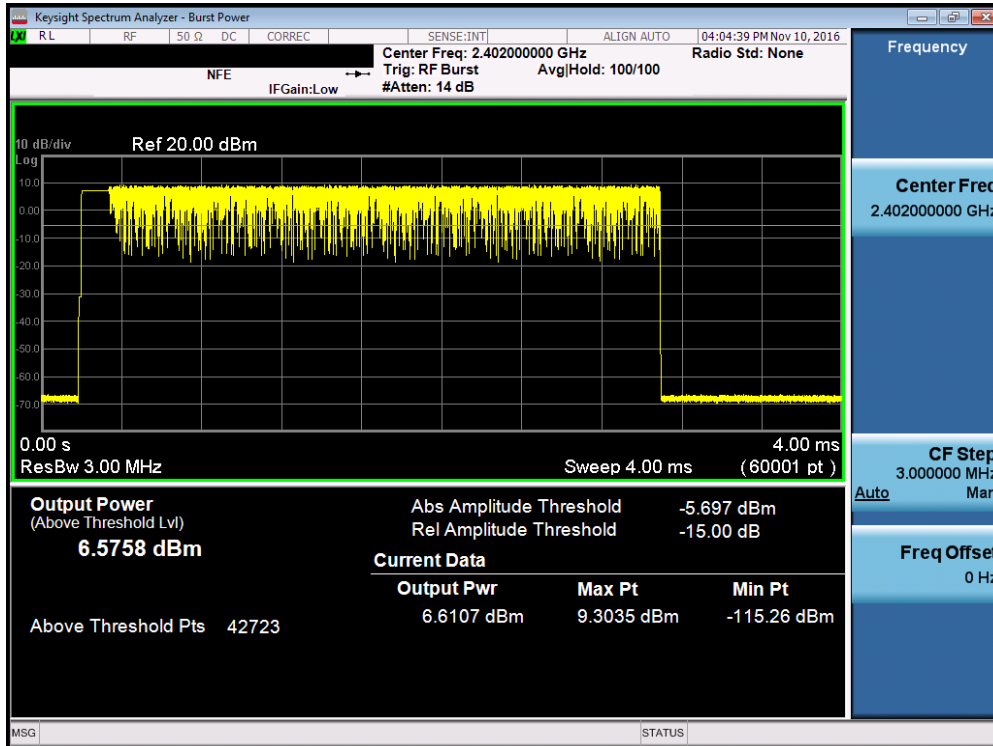 Keysight Spectrum Analyzer - Burst Power
LXI RL RF 50 Ω DC CORREC SENSE:INT ALIGN AUTO 04:04:39 PM Nov 10, 2016
Center Freq: 2.402000000 GHz Radio Std: None
NFE Trig: RF Burst Avg|Hold: 100/100
IFGain:Low #Atten: 14 dB
10 dB/div Ref 20.00 dBm
Log
10.0
0.00
-10.0
-20.0
-30.0
-40.0
-50.0
-60.0
-70.0
0.00 s 4.00 ms
ResBw 3.00 MHz Sweep 4.00 ms (60001 pt)
Output Power
(Above Threshold Lvl)
6.5758 dBm
Above Threshold Pts 42723
Abs Amplitude Threshold -5.697 dBm
Rel Amplitude Threshold -15.00 dB
Current Data
Output Pwr Max Pt Min Pt
6.6107 dBm 9.3035 dBm -115.26 dBm
Frequency
Center Freq
2.402000000 GHz
CF Step
3.000000 MHz
Auto Man
Freq Offset
0 Hz
MSG STATUS